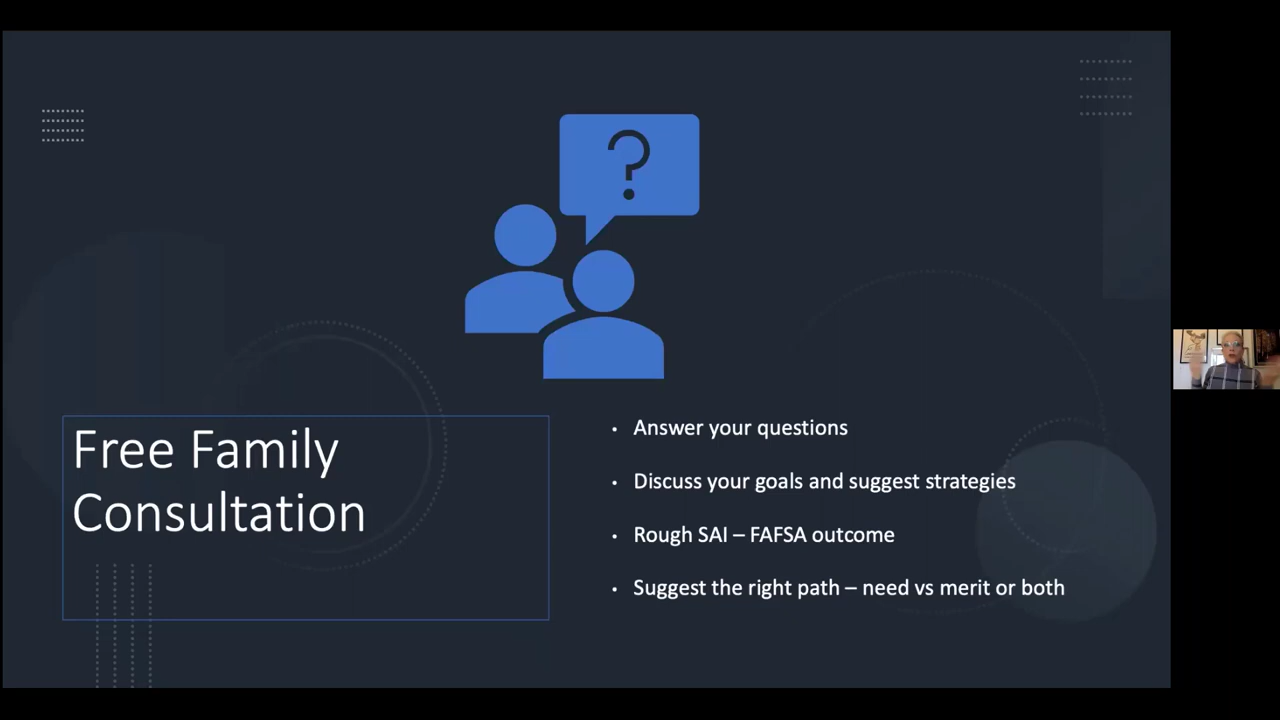 ?
Free Family
Consultation
• Answer your questions
• Discuss your goals and suggest strategies
• Rough SAI – FAFSA outcome
• Suggest the right path – need vs merit or both